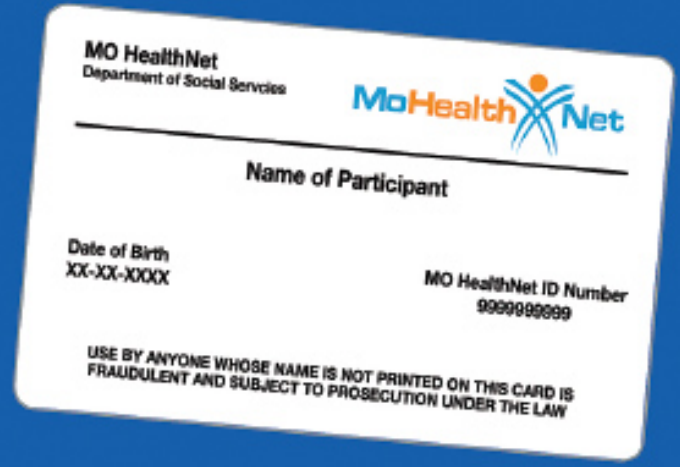 MO HealthNet
Department of Social Servcies
MoHealthNet
Name of Participant
Date of Birth
XX-XX-XXXX
MO HealthNet ID Number
9999999999
USE BY ANYONE WHOSE NAME IS NOT PRINTED ON THIS CARD IS
FRAUDULENT AND SUBJECT TO PROSECUTION UNDER THE LAW